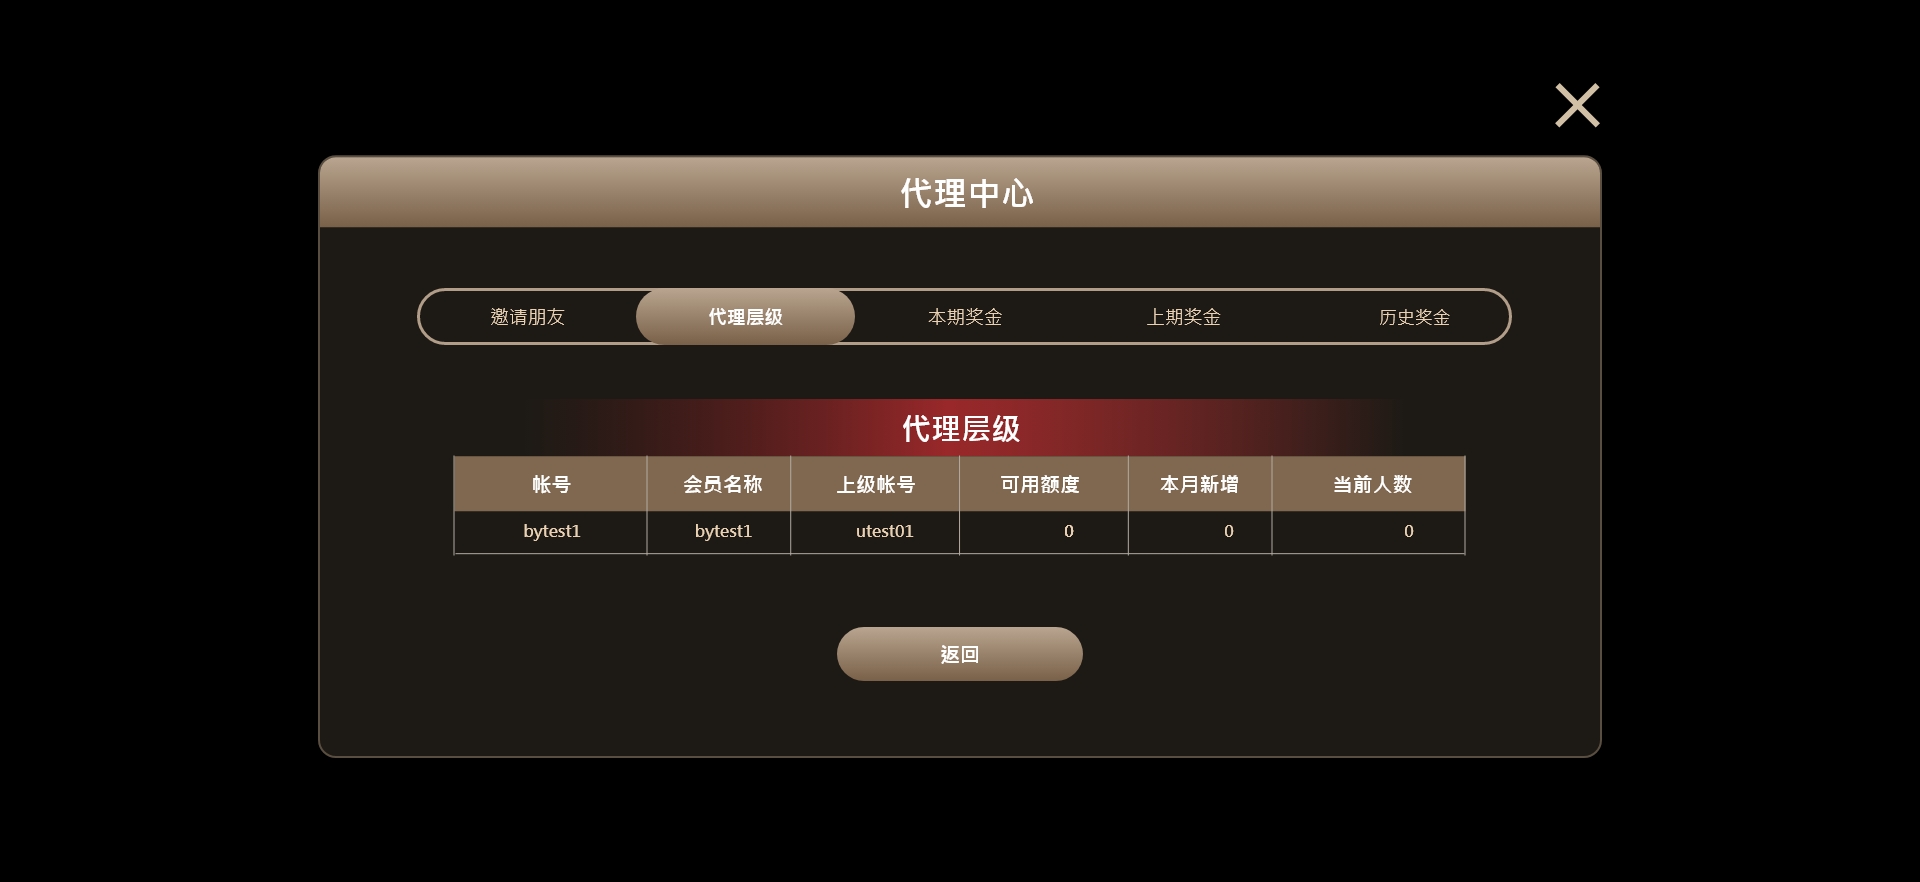 代理中心
邀请朋友 代理层级 本期奖金 上期奖金 历史奖金
代理层级
帐号 会员名称 上级帐号 可用额度 本月新增 当前人数
bytest1 bytest1 utest01 0 0 0
返回